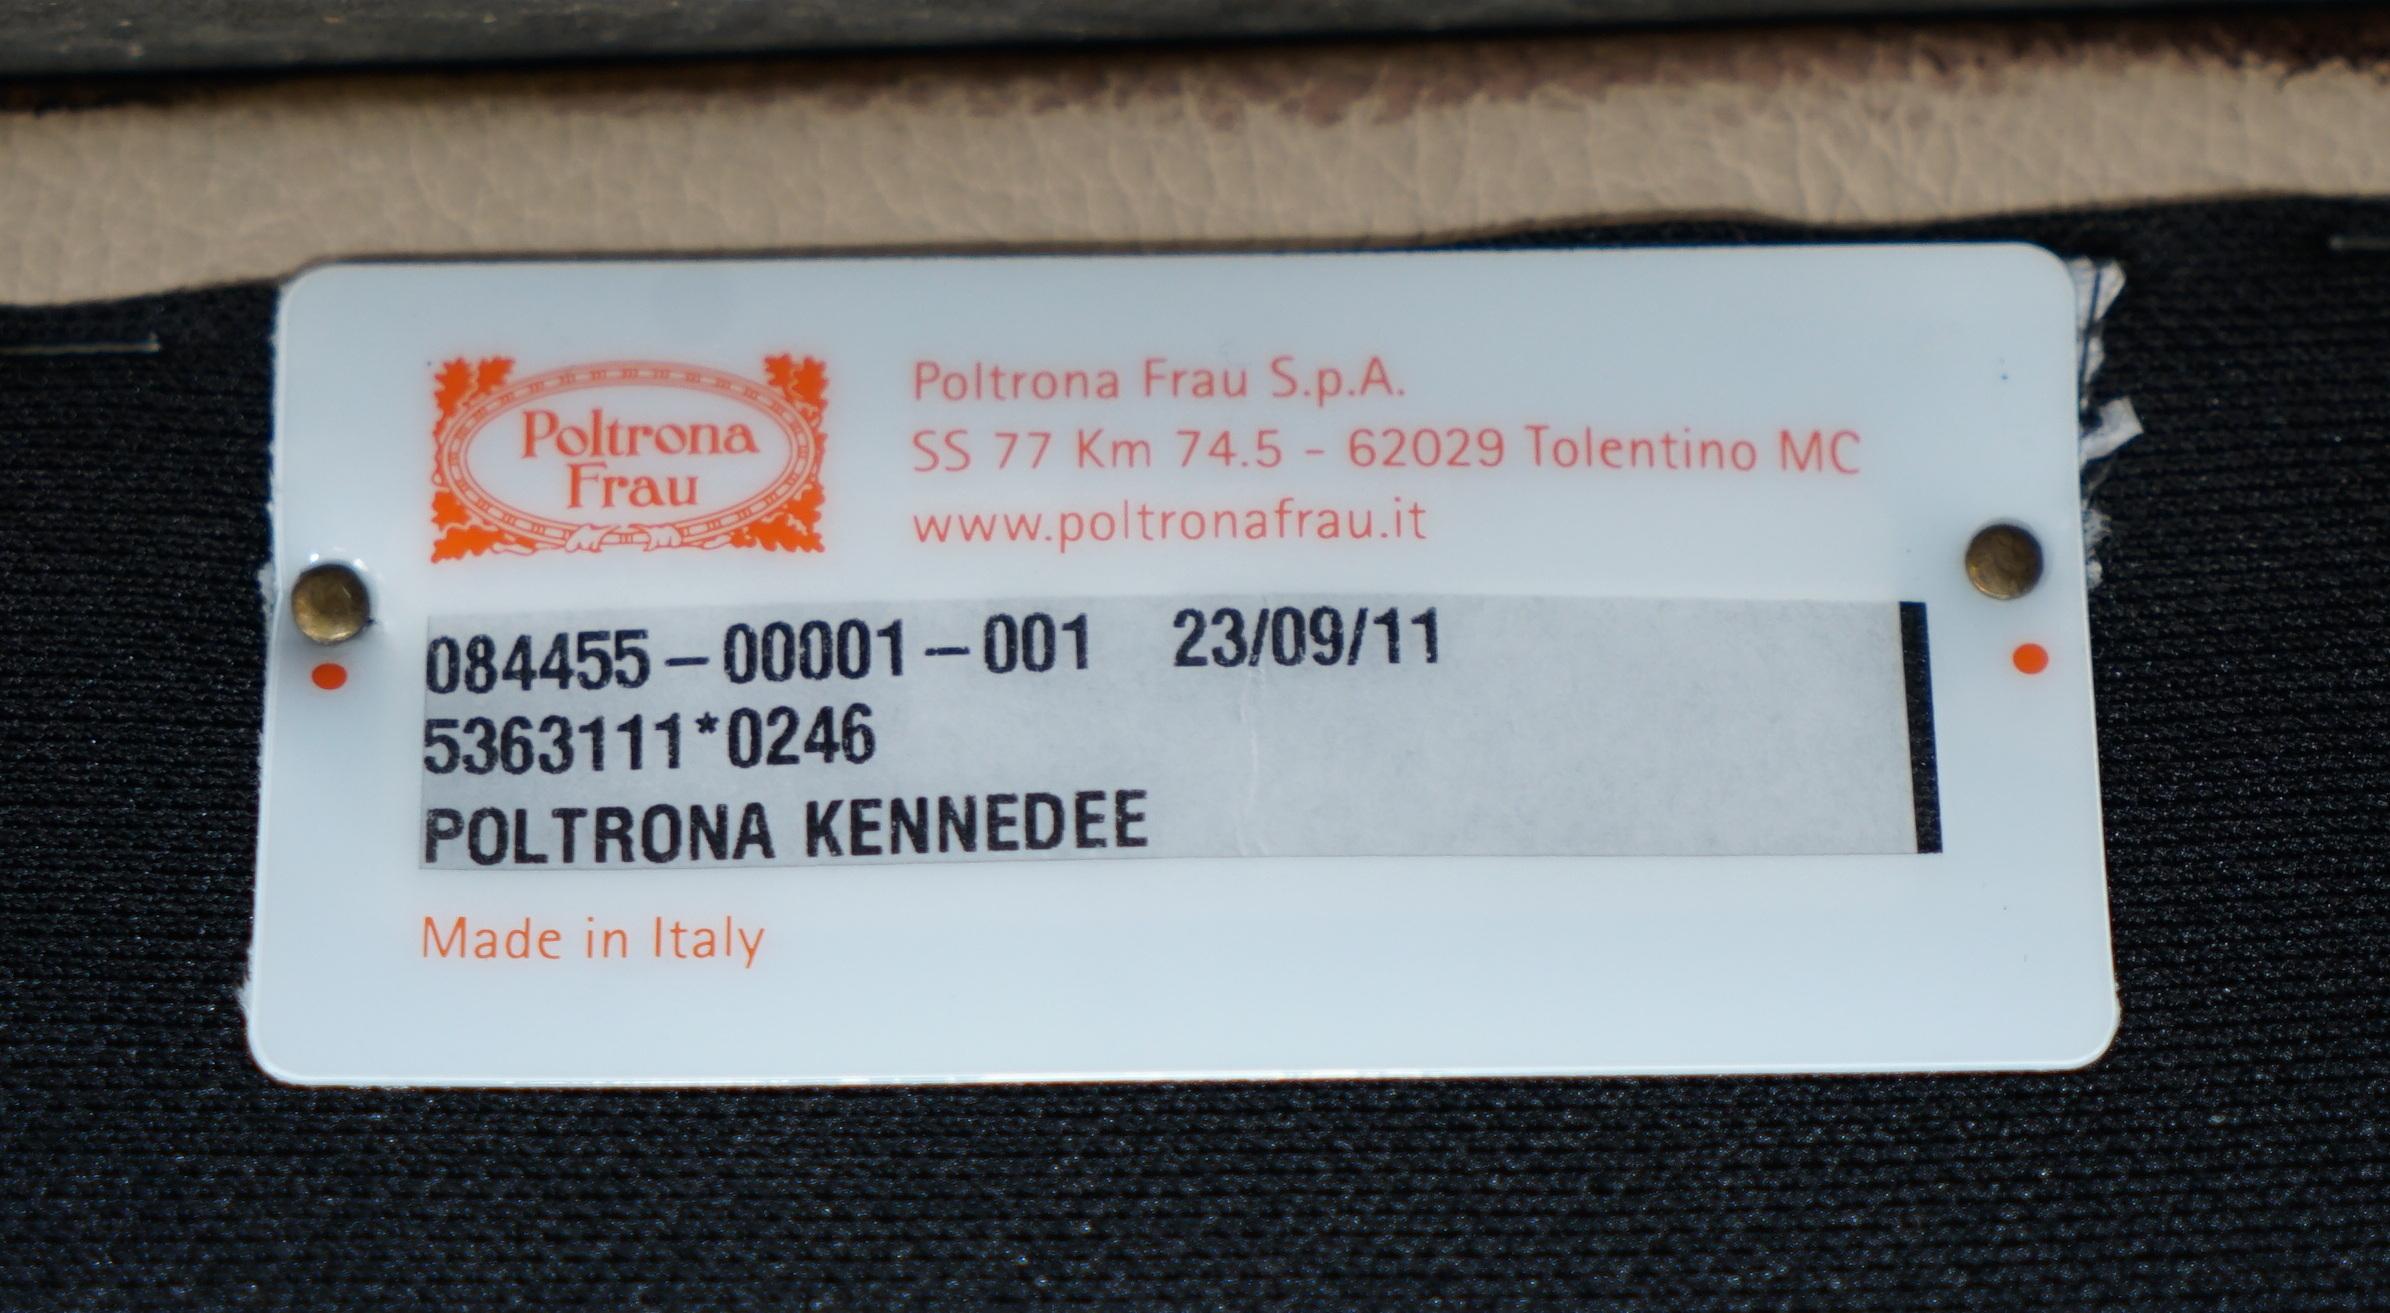 Poltrona
Frau
Poltrona Frau S.p.A.
SS 77 Km 74.5 - 62029 Tolentino MC
www.poltronafrau.it
084455-00001-001 23/09/11
5363111*0246
POLTRONA KENNEDEE
Made in Italy